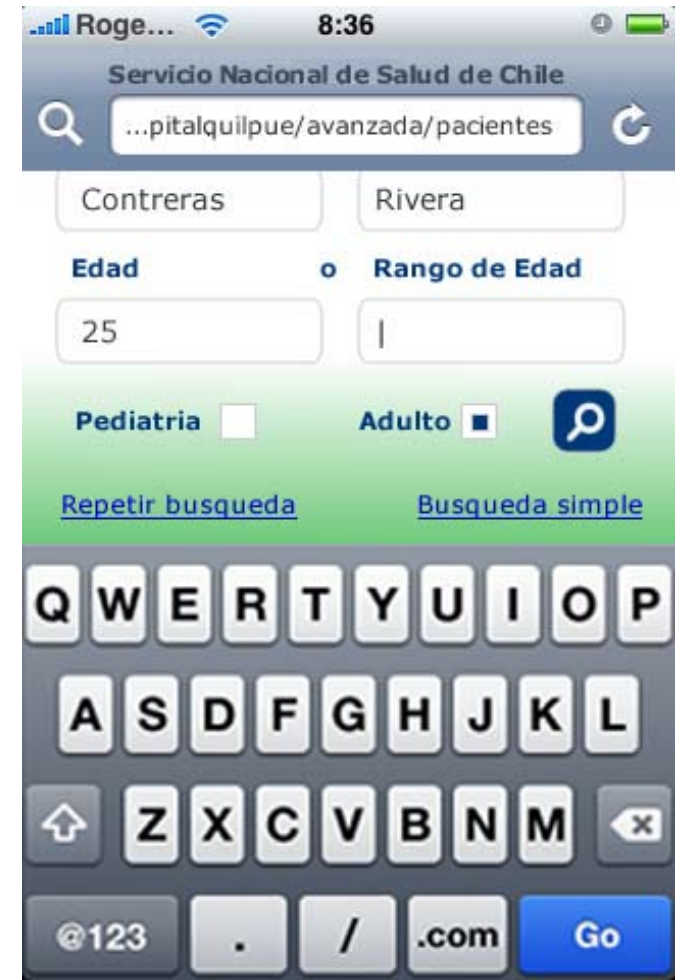 Roge... 8:36
Servicio Nacional de Salud de Chile
...pitalquilpue/avanzada/pacientes
Contreras Rivera
Edad o Rango de Edad
25
Pediatria Adulto
Repetir busqueda Busqueda simple
Q W E R T Y U I O P
A S D F G H J K L
Z X C V B N M
@123 . / .com Go